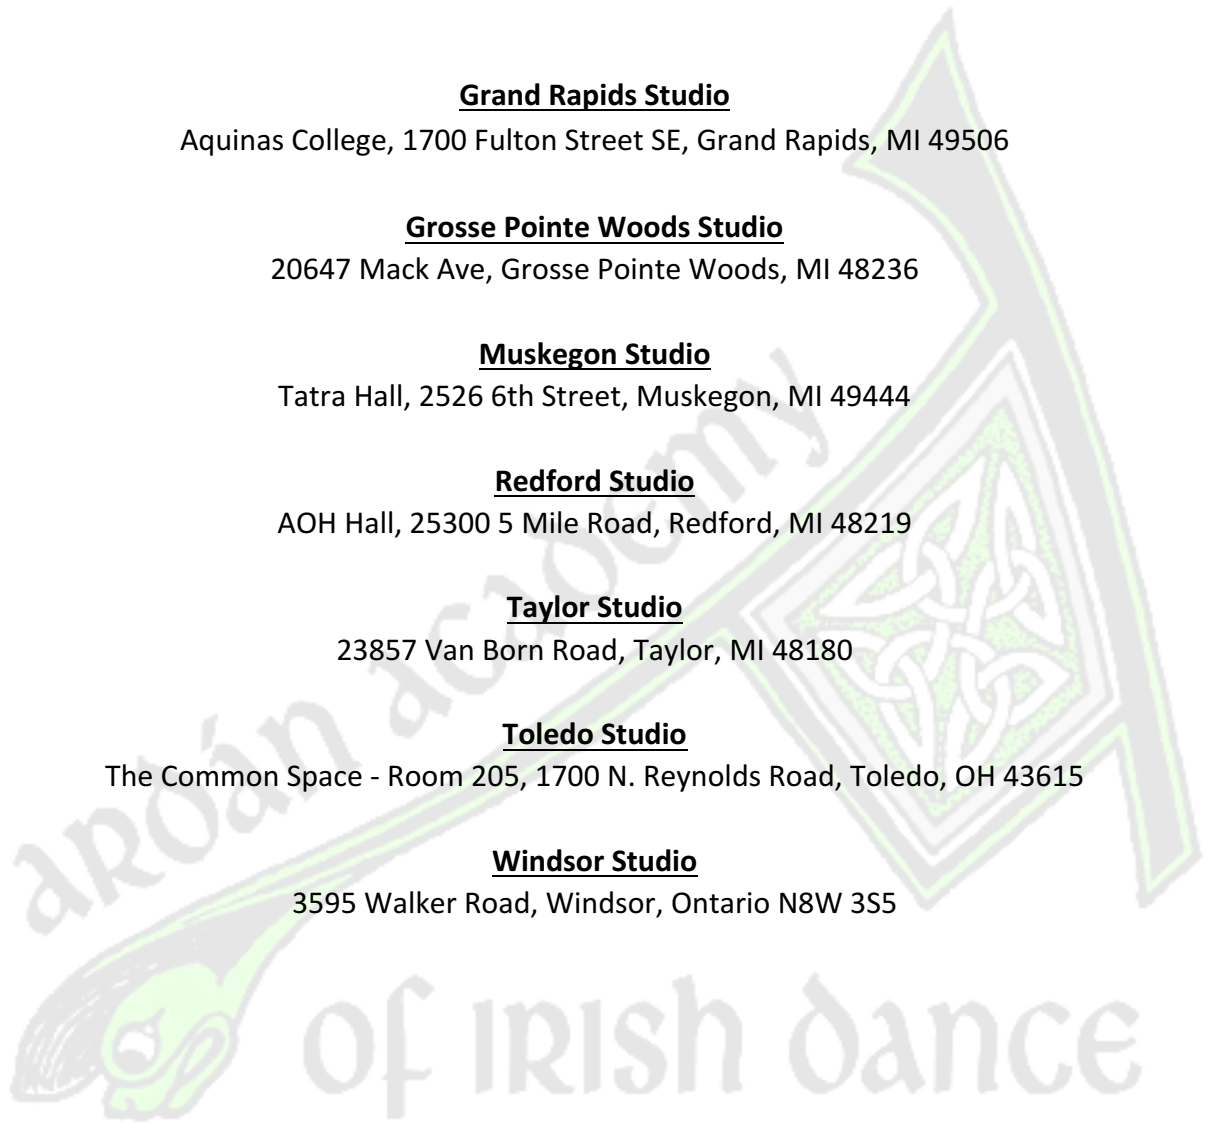 Grand Rapids Studio
Aquinas College, 1700 Fulton Street SE, Grand Rapids, MI 49506
Grosse Pointe Woods Studio
20647 Mack Ave, Grosse Pointe Woods, MI 48236
Muskegon Studio
Tatra Hall, 2526 6th Street, Muskegon, MI 49444
Redford Studio
AOH Hall, 25300 5 Mile Road, Redford, MI 48219
Taylor Studio
23857 Van Born Road, Taylor, MI 48180
Toledo Studio
The Common Space - Room 205, 1700 N. Reynolds Road, Toledo, OH 43615
Windsor Studio
3595 Walker Road, Windsor, Ontario N8W 3S5
ardán academy
of irish dance